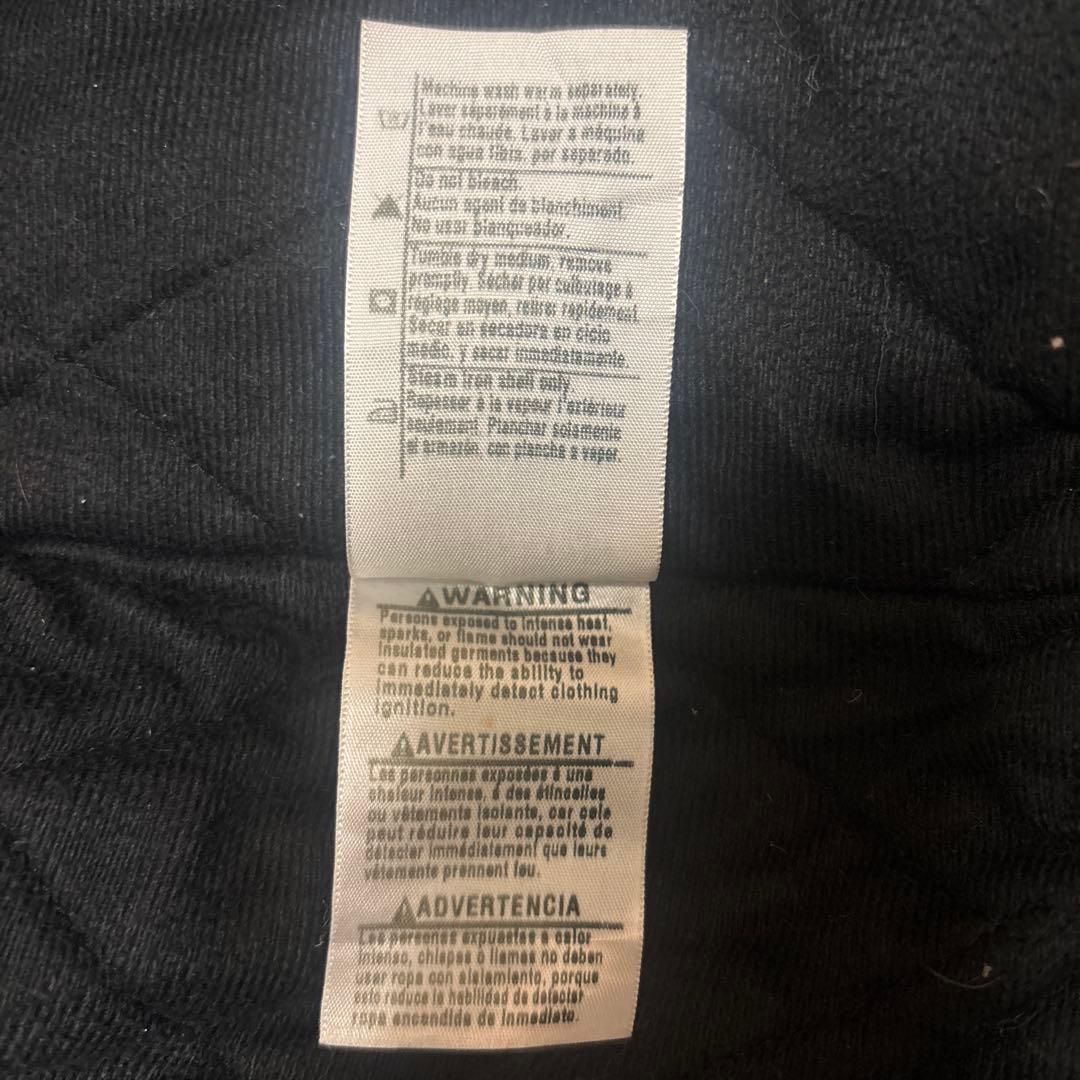 Machine wash warm separately.
Laver séparément à la machine à
l'eau chaude. Lavar a máquina
con agua tibia, por separado.
Do not bleach.
Aucun agent de blanchiment.
No usar blanqueador.
Tumble dry medium, remove
promptly. Sécher par culbutage à
réglage moyen, retirer rapidement.
Secar en secadora en ciclo
medio, y sacar immediatamente.
Steam iron shell only.
Repasser à la vapeur l'extérieur
seulement. Planchar solamente
el armazón, con plancha a vapor.
WARNING
Persons exposed to intense heat,
sparks, or flame should not wear
insulated garments because they
can reduce the ability to
immediately detect clothing
ignition.
AVERTISSEMENT
Les personnes exposées à une
chaleur intense, à des étincelles
ou vêtements isolants, car cele
peut réduire leur capacité de
détecter immédiatement que leurs
vêtements prennent feu.
ADVERTENCIA
Las personas expuestas a calor
intenso, chispas o llamas no deben
usar ropa con aislamiento, porque
esto reduce la habilidad de detectar
ropa encendida de inmediato.